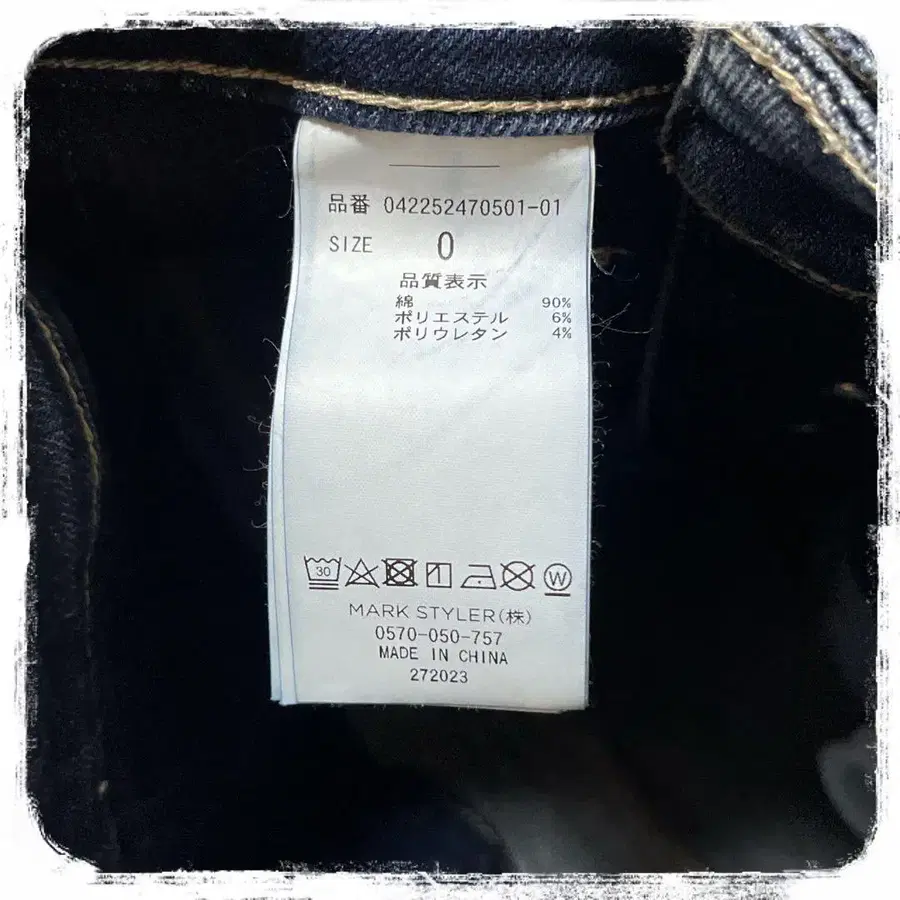 品番 042252470501-01
SIZE 0
品質表示
綿 90%
ポリエステル 6%
ポリウレタン 4%
30
W
MARK STYLER(株)
0570-050-757
MADE IN CHINA
272023